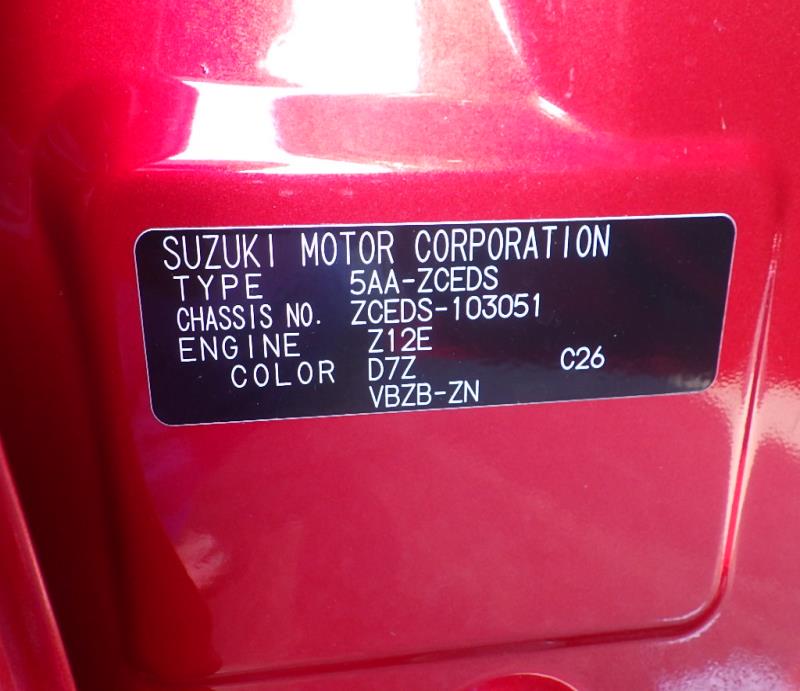 SUZUKI MOTOR CORPORATION
TYPE 5AA-ZCEDS
CHASSIS NO. ZCEDS-103051
ENGINE Z12E
COLOR D7Z C26
VBZB-ZN